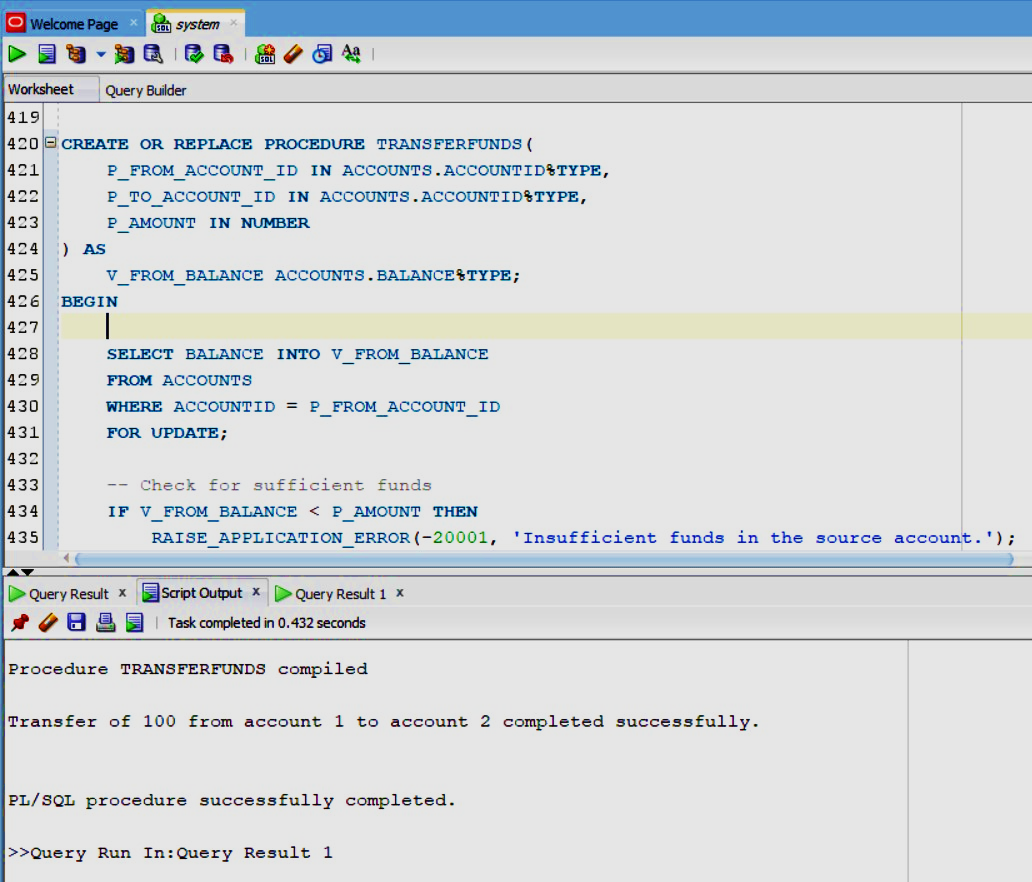 Welcome Page × system ×
Worksheet Query Builder
419
420 CREATE OR REPLACE PROCEDURE TRANSFERFUNDS(
421 P_FROM_ACCOUNT_ID IN ACCOUNTS.ACCOUNTID%TYPE,
422 P_TO_ACCOUNT_ID IN ACCOUNTS.ACCOUNTID%TYPE,
423 P_AMOUNT IN NUMBER
424 ) AS
425 V_FROM_BALANCE ACCOUNTS.BALANCE%TYPE;
426 BEGIN
427
428 SELECT BALANCE INTO V_FROM_BALANCE
429 FROM ACCOUNTS
430 WHERE ACCOUNTID = P_FROM_ACCOUNT_ID
431 FOR UPDATE;
432
433 -- Check for sufficient funds
434 IF V_FROM_BALANCE < P_AMOUNT THEN
435 RAISE_APPLICATION_ERROR(-20001, 'Insufficient funds in the source account.');
Query Result x Script Output x Query Result 1 x
Task completed in 0.432 seconds
Procedure TRANSFERFUNDS compiled
Transfer of 100 from account 1 to account 2 completed successfully.
PL/SQL procedure successfully completed.
>>Query Run In:Query Result 1